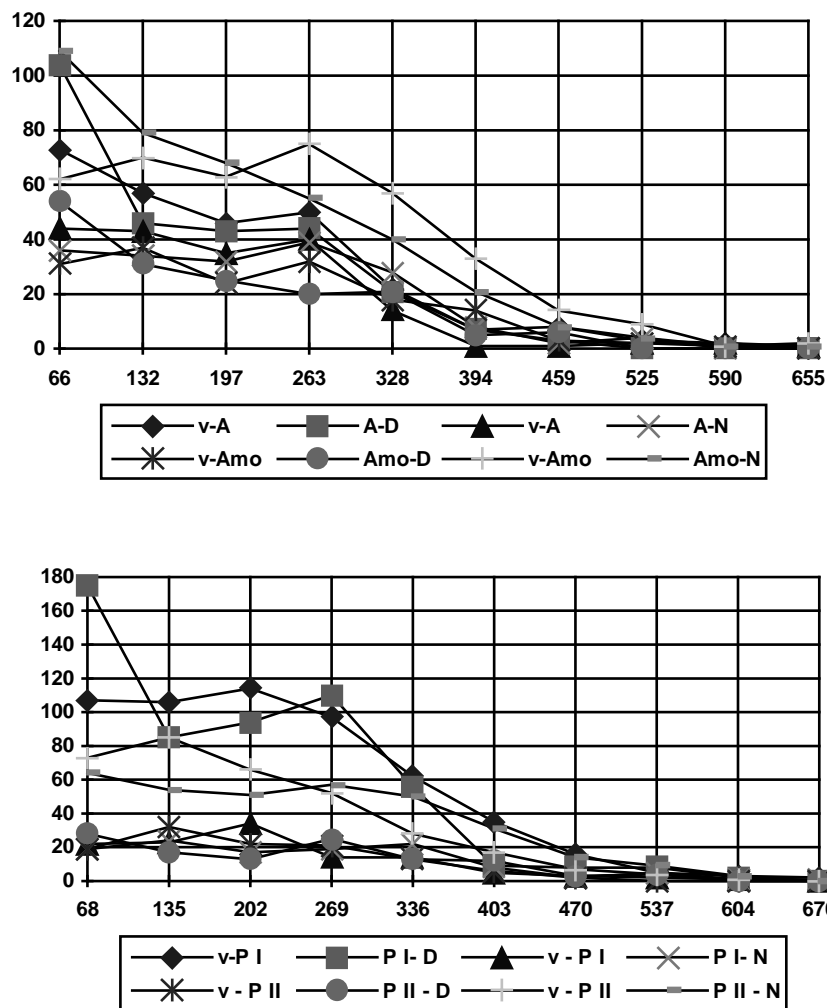 120
100
80
60
40
20
0
66 132 197 263 328 394 459 525 590 655
v-A A-D v-A A-N
v-Amo Amo-D v-Amo Amo-N
180
160
140
120
100
80
60
40
20
0
68 135 202 269 336 403 470 537 604 670
v-P I P I- D v - P I P I- N
v - P II P II - D v - P II P II - N